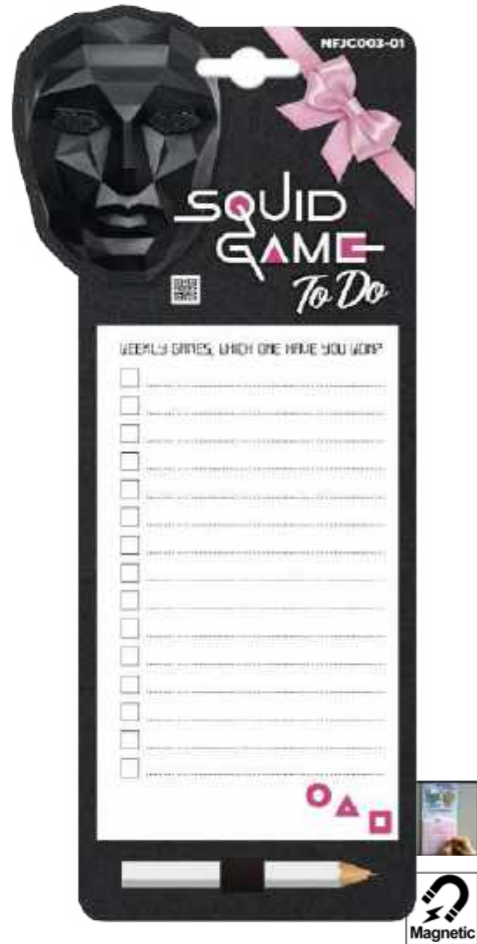 NFJC003-01
SQUID
GAME
To Do
WEEKLY GAMES, WHICH ONE HAVE YOU WON?
Magnetic